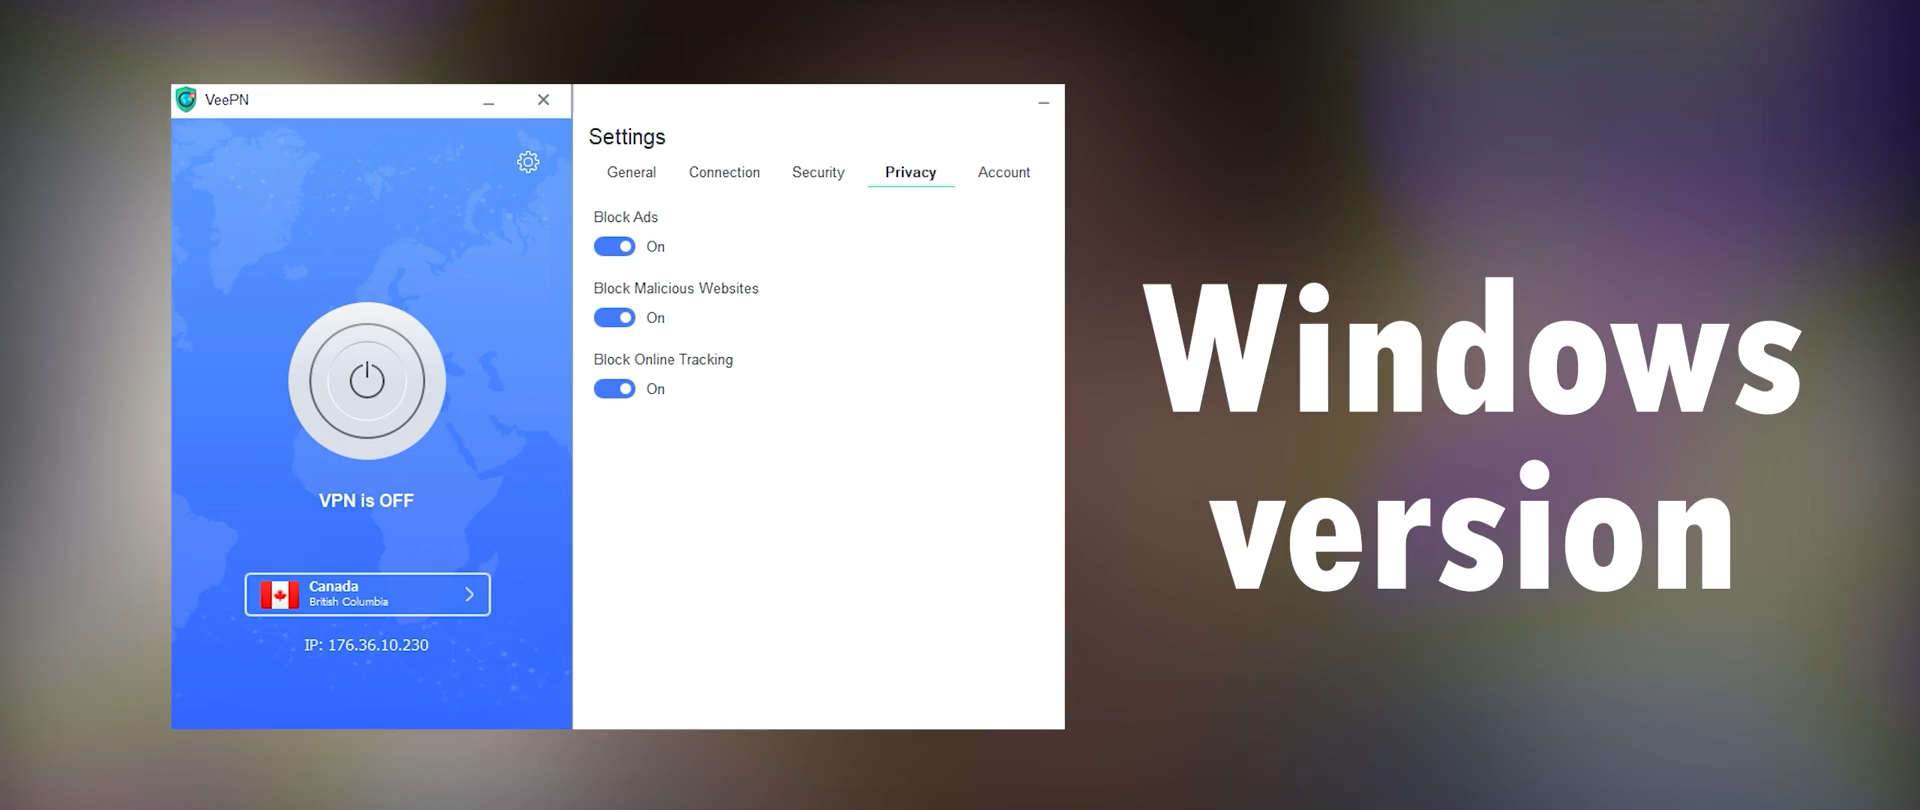 VeePN
VPN is OFF
Canada
British Columbia
IP: 176.36.10.230
Settings
General Connection Security Privacy Account
Block Ads
On
Block Malicious Websites
On
Block Online Tracking
On
Windows
version